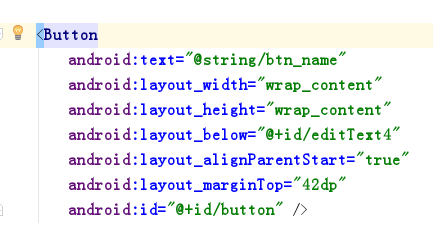 <Button
android:text="@string/btn_name"
android:layout_width="wrap_content"
android:layout_height="wrap_content"
android:layout_below="@+id/editText4"
android:layout_alignParentStart="true"
android:layout_marginTop="42dp"
android:id="@+id/button" />